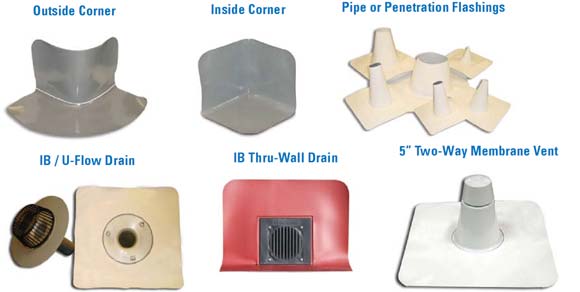 Outside Corner
Inside Corner
Pipe or Penetration Flashings
IB / U-Flow Drain
IB Thru-Wall Drain
5” Two-Way Membrane Vent